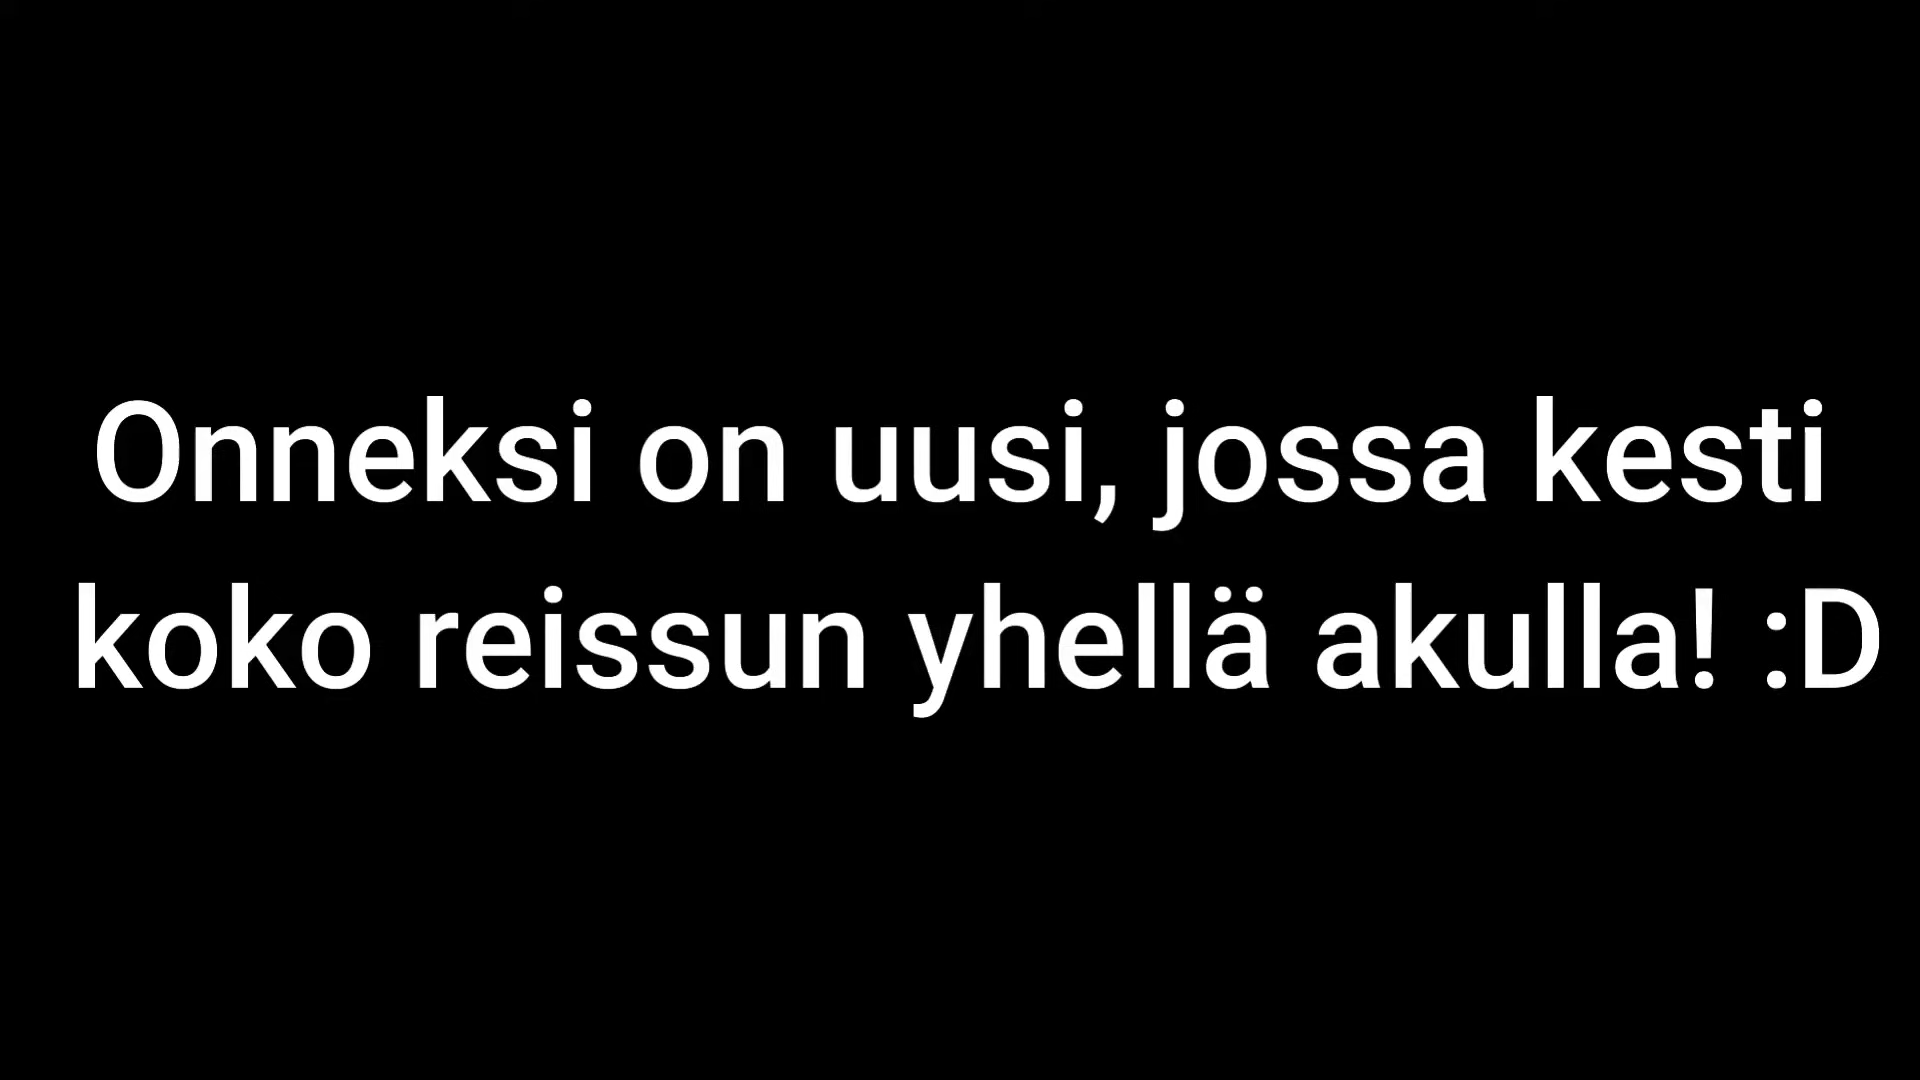 Onneksi on uusi, jossa kesti
koko reissun yhellä akulla! :D